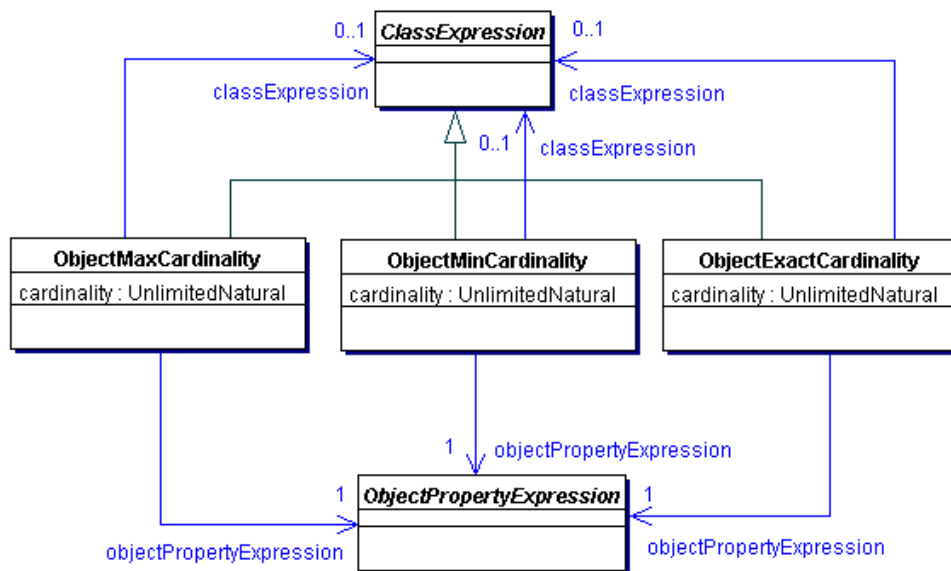 0..1
ClassExpression
0..1
classExpression
classExpression
0..1
classExpression
ObjectMaxCardinality
cardinality : UnlimitedNatural
ObjectMinCardinality
cardinality : UnlimitedNatural
ObjectExactCardinality
cardinality : UnlimitedNatural
1
objectPropertyExpression
1
ObjectPropertyExpression
1
objectPropertyExpression
objectPropertyExpression